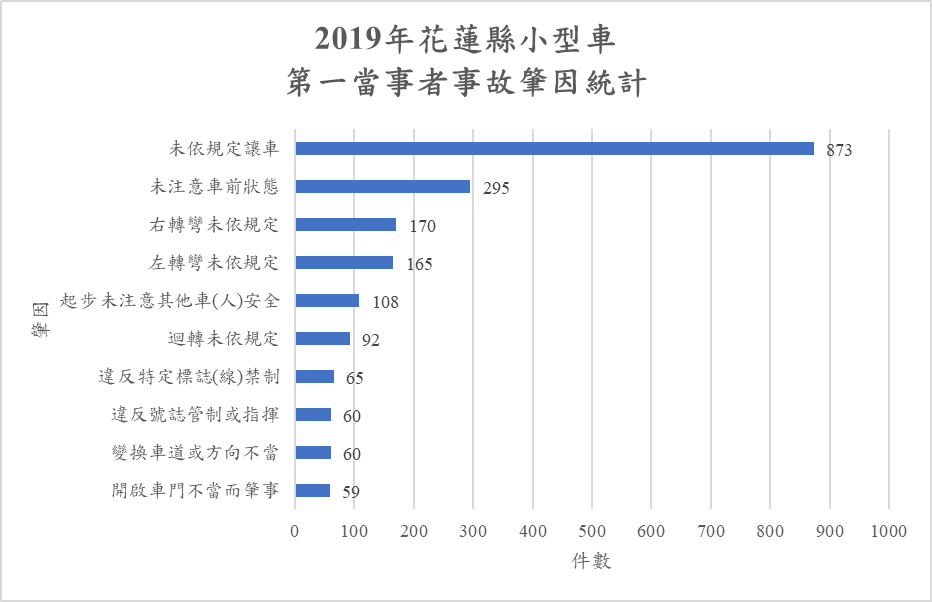 2019年花蓮縣小型車
第一當事者事故肇因統計
肇因
未依規定讓車 873
未注意車前狀態 295
右轉彎未依規定 170
左轉彎未依規定 165
起步未注意其他車(人)安全 108
迴轉未依規定 92
違反特定標誌(線)禁制 65
違反號誌管制或指揮 60
變換車道或方向不當 60
開啟車門不當而肇事 59
0 100 200 300 400 500 600 700 800 900 1000
件數